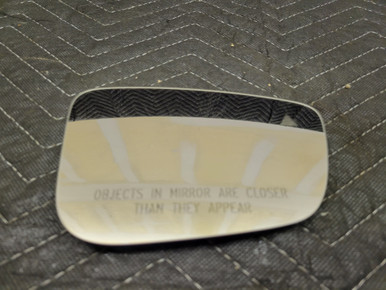 OBJECTS IN MIRROR ARE CLOSER
THAN THEY APPEAR